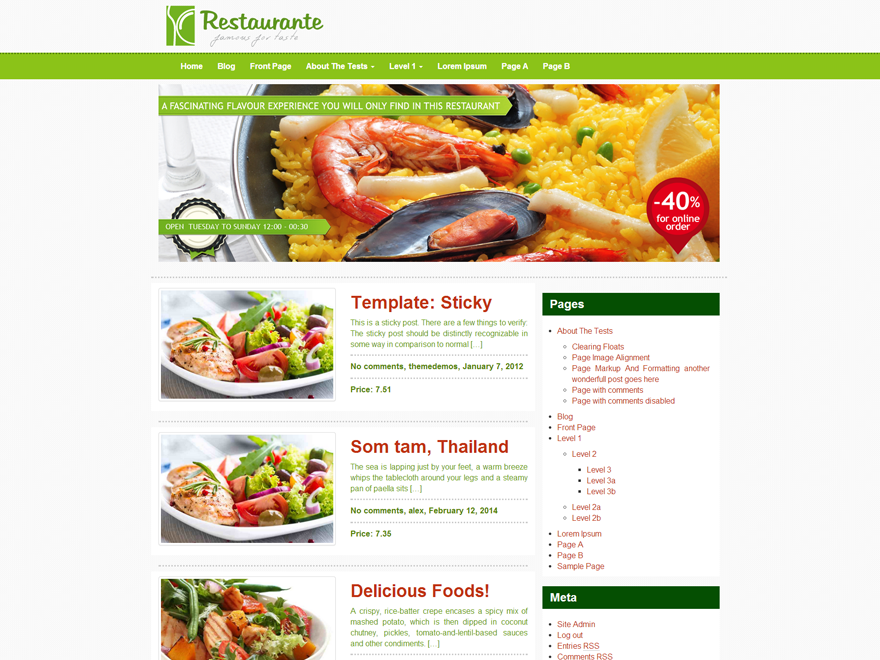 Restaurante
famous for taste
Home Blog Front Page About The Tests Level 1 Lorem Ipsum Page A Page B
A FASCINATING FLAVOUR EXPERIENCE YOU WILL ONLY FIND IN THIS RESTAURANT
-40%
for online
order
OPEN TUESDAY TO SUNDAY 12:00 - 00:30
Template: Sticky
This is a sticky post. There are a few things to verify:
The sticky post should be distinctly recognizable in
some way in comparison to normal [...]
No comments, themedemos, January 7, 2012
Price: 7.51
Som tam, Thailand
The sea is lapping just by your feet, a warm breeze
whips the tablecloth around your legs and a steamy
pan of paella sits [...]
No comments, alex, February 12, 2014
Price: 7.35
Delicious Foods!
A crispy, rice-batter crepe encases a spicy mix of
mashed potato, which is then dipped in coconut
chutney, pickles, tomato-and-lentil-based sauces
and other condiments. [...]
Pages
About The Tests
Clearing Floats
Page Image Alignment
Page Markup And Formatting another
wonderfull post goes here
Page with comments
Page with comments disabled
Blog
Front Page
Level 1
Level 2
Level 3
Level 3a
Level 3b
Level 2a
Level 2b
Lorem Ipsum
Page A
Page B
Sample Page
Meta
Site Admin
Log out
Entries RSS
Comments RSS